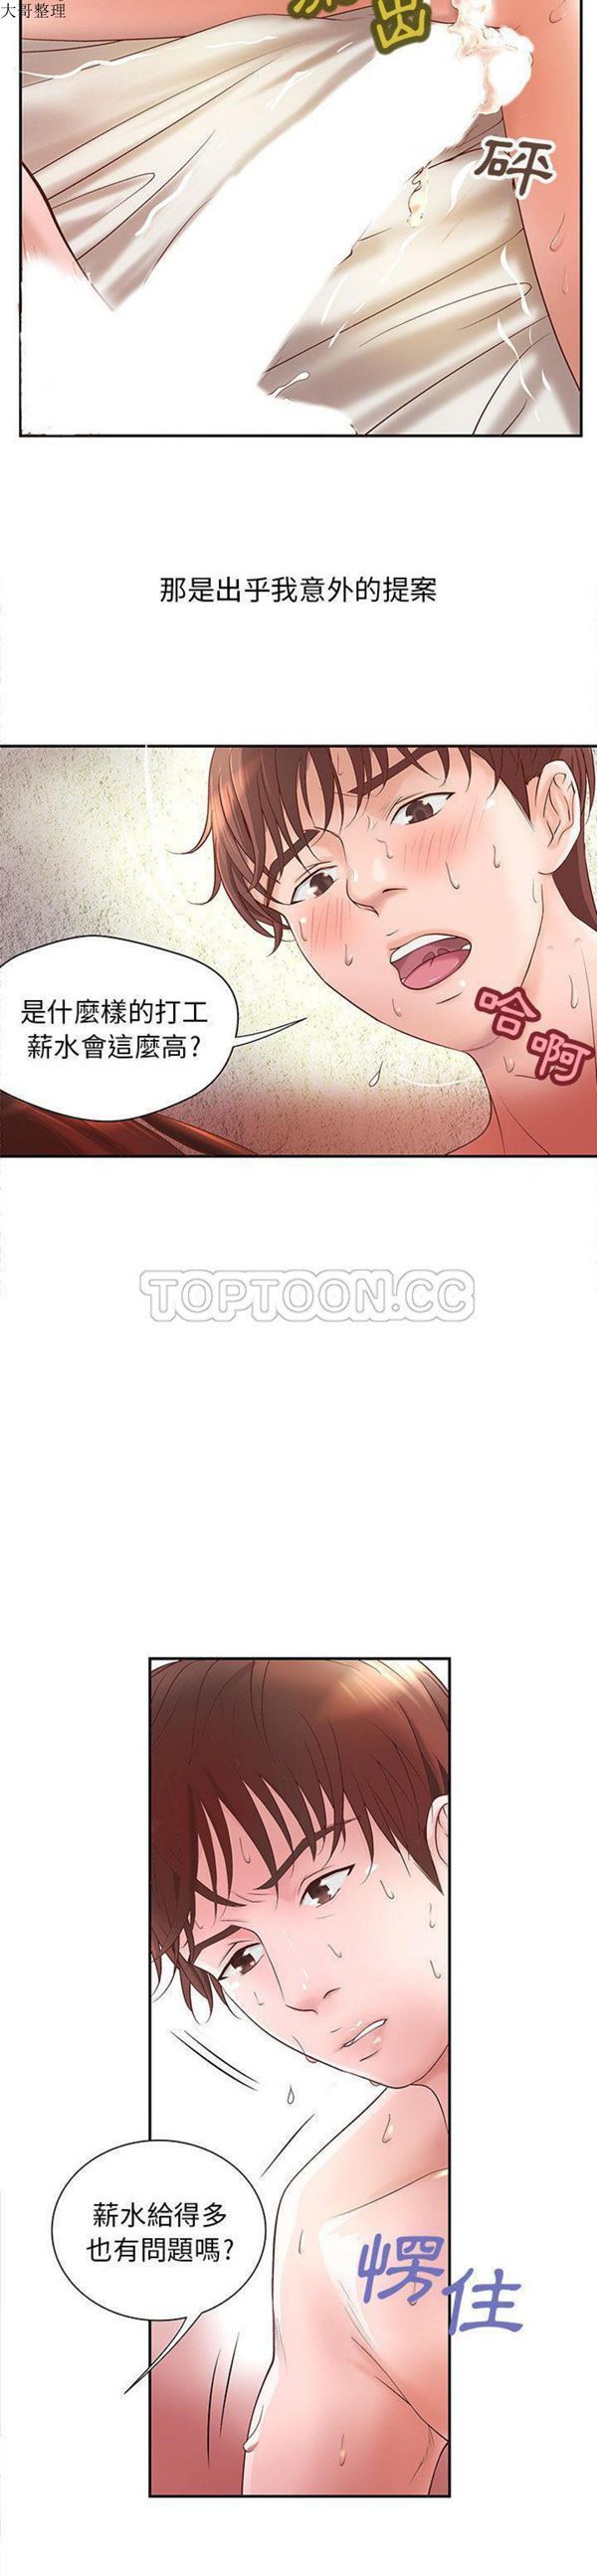 大哥整理
流出
砰
那是出乎我意外的提案
是什麼樣的打工
薪水會這麼高?
哈啊
TOPTOON.CC
薪水給得多
也有問題嗎?
愣住